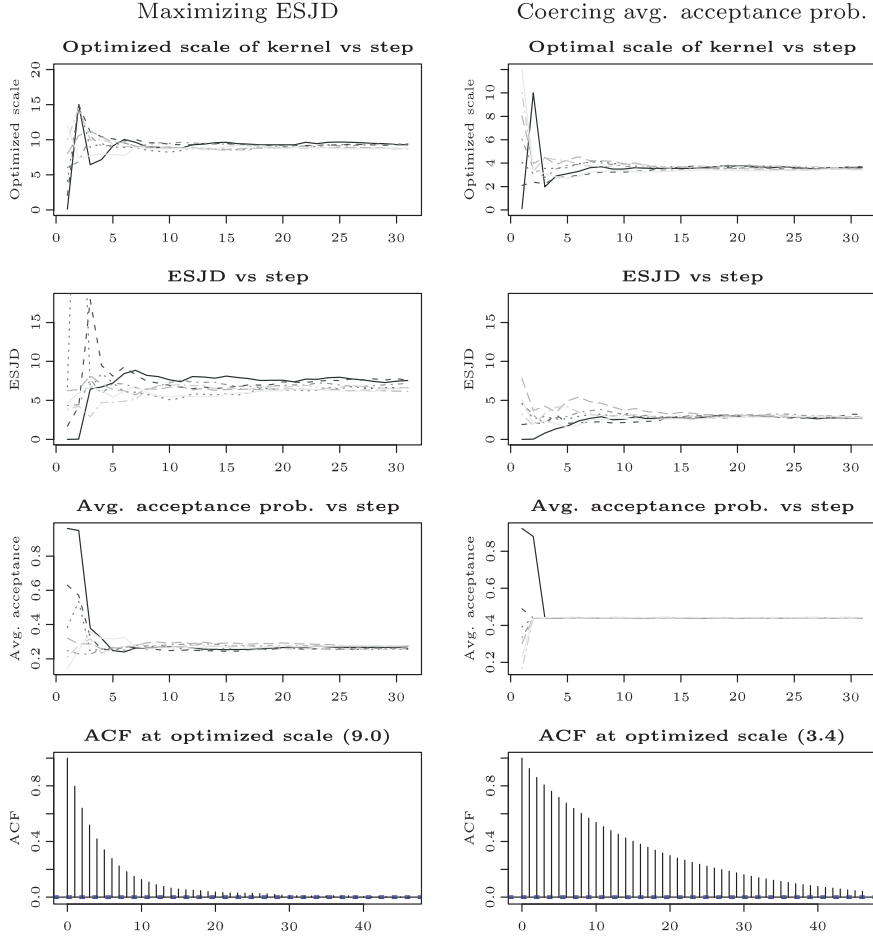 Maximizing ESJD
Coercing avg. acceptance prob.
Optimized scale of kernel vs step
Optimized scale
0 5 10 15 20
0 5 10 15 20 25 30
Optimal scale of kernel vs step
Optimized scale
0 2 4 6 8 10
0 5 10 15 20 25 30
ESJD vs step
ESJD
0 5 10 15
0 5 10 15 20 25 30
ESJD vs step
ESJD
0 5 10 15
0 5 10 15 20 25 30
Avg. acceptance prob. vs step
Avg. acceptance
0.2 0.4 0.6 0.8
0 5 10 15 20 25 30
Avg. acceptance prob. vs step
Avg. acceptance
0.2 0.4 0.6 0.8
0 5 10 15 20 25 30
ACF at optimized scale (9.0)
ACF
0.0 0.4 0.8
0 10 20 30 40
ACF at optimized scale (3.4)
ACF
0.0 0.4 0.8
0 10 20 30 40